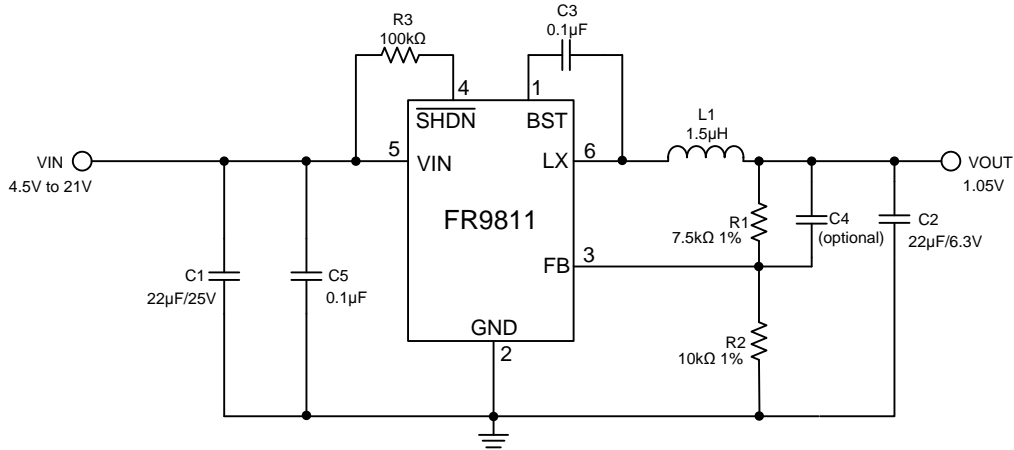 R3
100kΩ
C3
0.1µF
4
1
SHDN
BST
L1
1.5µH
VIN
4.5V to 21V
5
VIN
LX
6
VOUT
1.05V
FR9811
R1
7.5kΩ 1%
C4
(optional)
C2
22µF/6.3V
FB
3
C1
22µF/25V
C5
0.1µF
GND
2
R2
10kΩ 1%